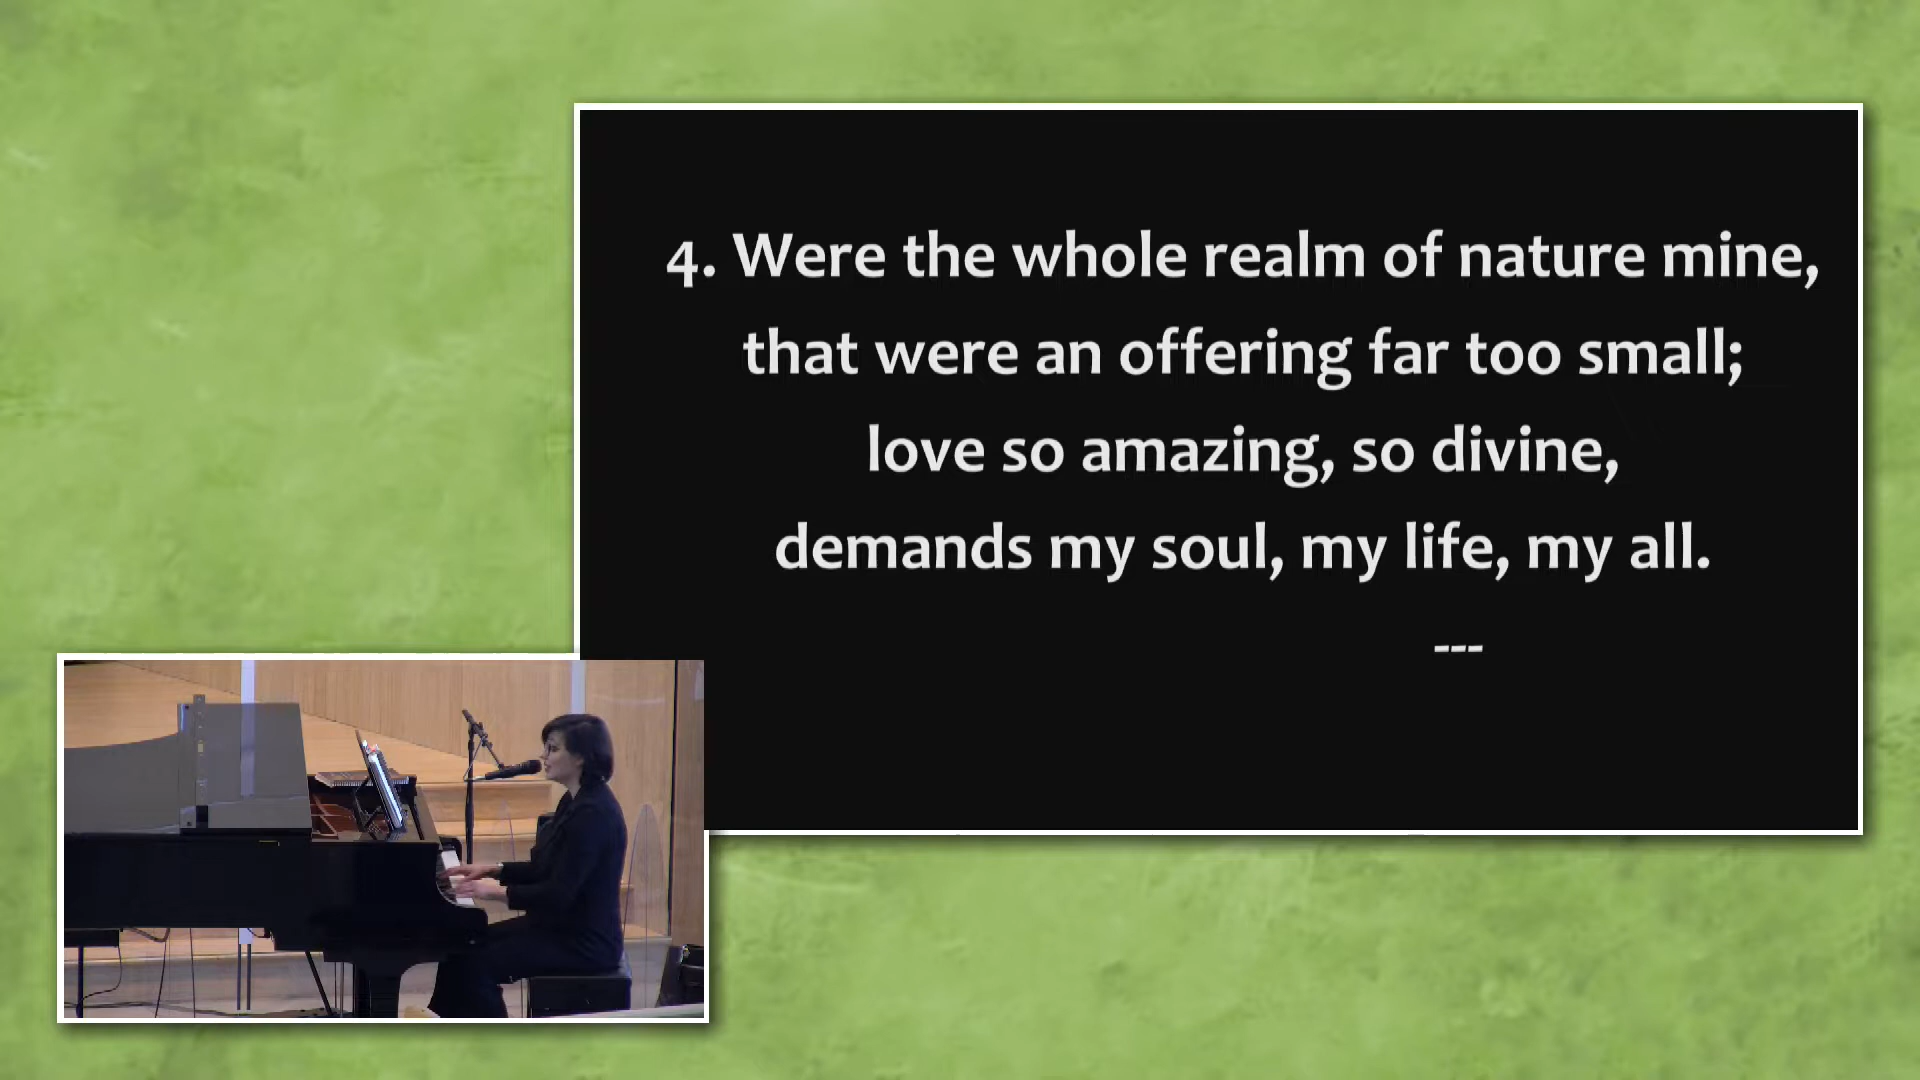 4. Were the whole realm of nature mine,
that were an offering far too small;
love so amazing, so divine,
demands my soul, my life, my all.
---